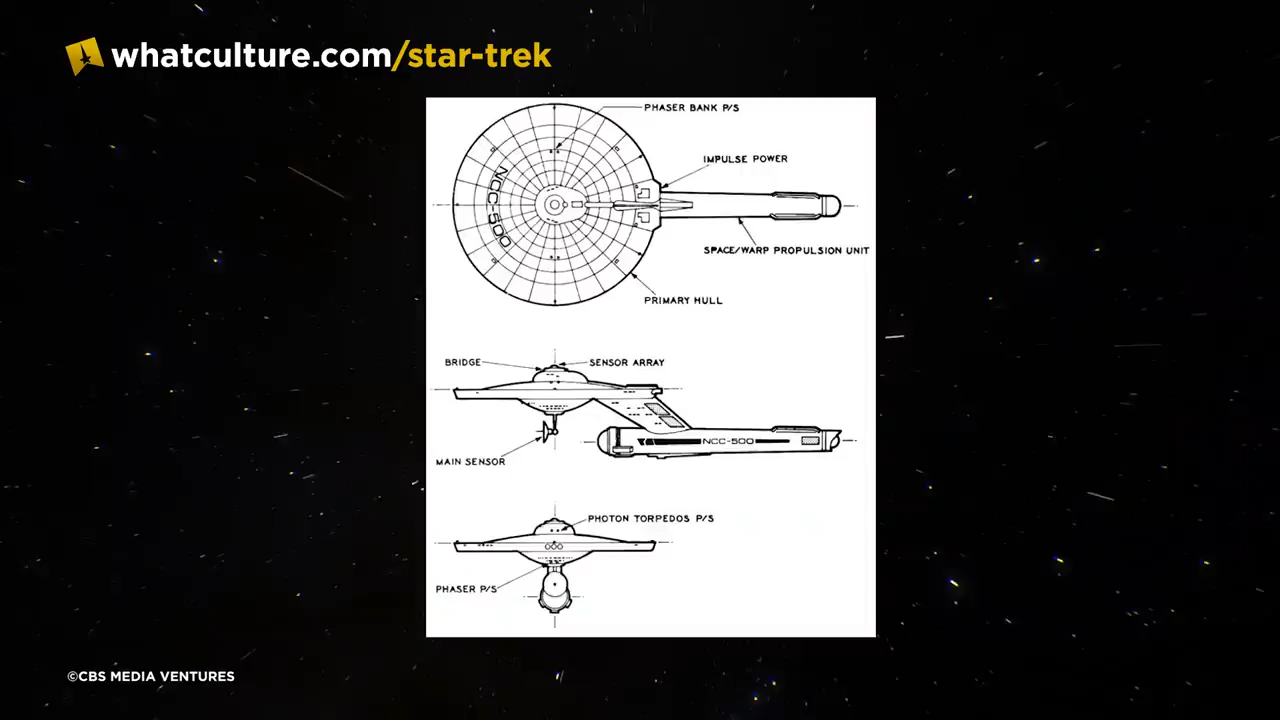 whatculture.com/star-trek
PHASER BANK P/S
IMPULSE POWER
NCC-500
SPACE/WARP PROPULSION UNIT
PRIMARY HULL
BRIDGE
SENSOR ARRAY
NCC-500
MAIN SENSOR
PHOTON TORPEDOS P/S
PHASER P/S
©CBS MEDIA VENTURES